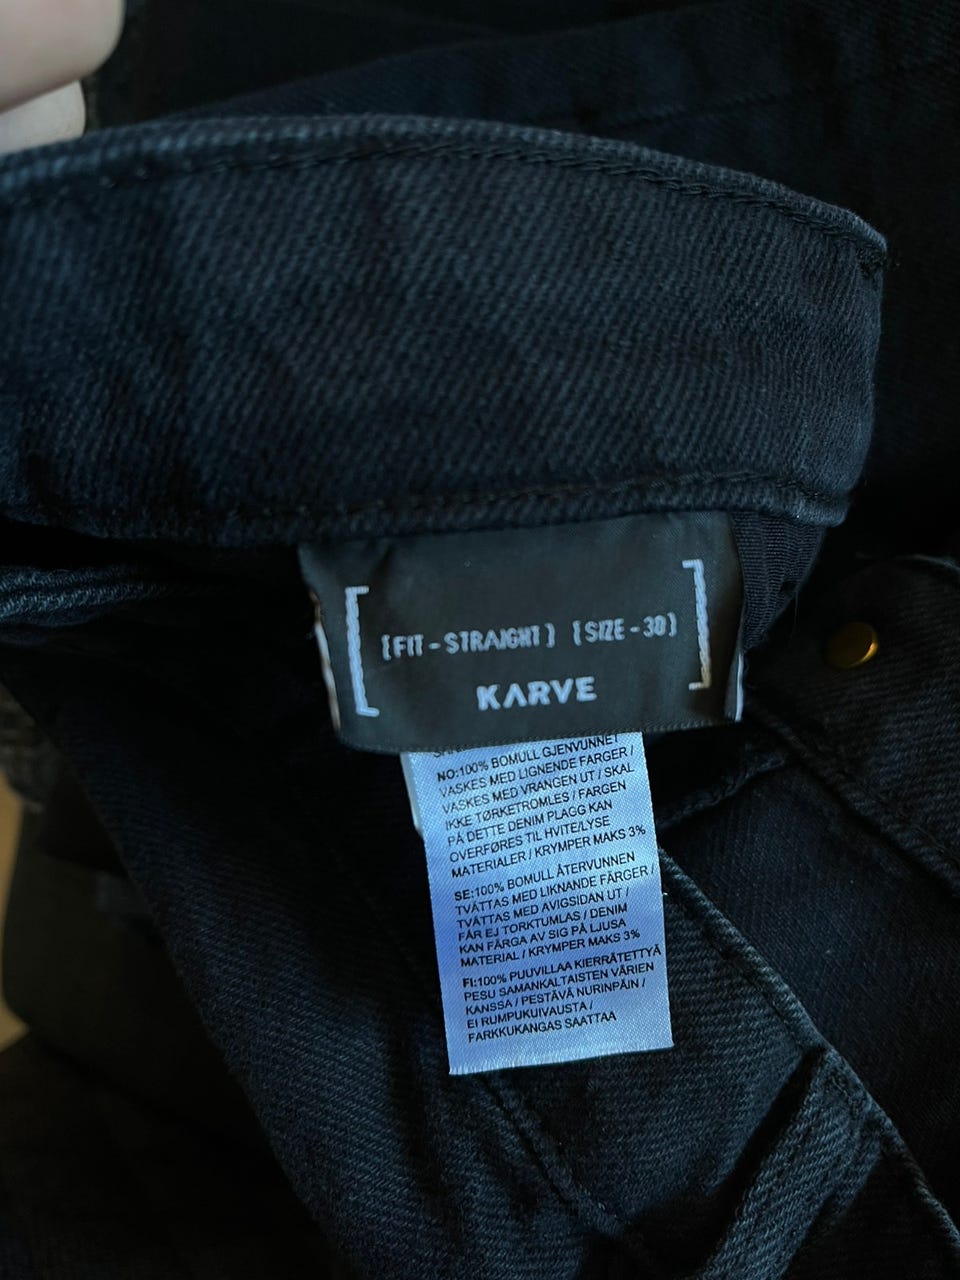 [FIT - STRAIGHT] [SIZE - 30]
KARVE
NO:100% BOMULL GJENVUNNET
VASKES MED LIGNENDE FARGER /
VASKES MED VRANGEN UT / SKAL
IKKE TØRKETROMLES / FARGEN
PÅ DETTE DENIM PLAGG KAN
OVERFØRES TIL HVITE/LYSE
MATERIALER / KRYMPER MAKS 3%
SE:100% BOMULL ÅTERVUNNEN
TVÄTTAS MED LIKNANDE FÄRGER /
TVÄTTAS MED AVIGSIDAN UT /
FÅR EJ TORKTUMLAS / DENIM
KAN FÄRGA AV SIG PÅ LJUSA
MATERIAL / KRYMPER MAKS 3%
FI:100% PUUVILLAA KIERRÄTETTYÄ
PESU SAMANKALTAISTEN VÄRIEN
KANSSA / PESTÄVÄ NURINPÄIN /
EI RUMPUKUIVAUSTA /
FARKKUKANGAS SAATTAA